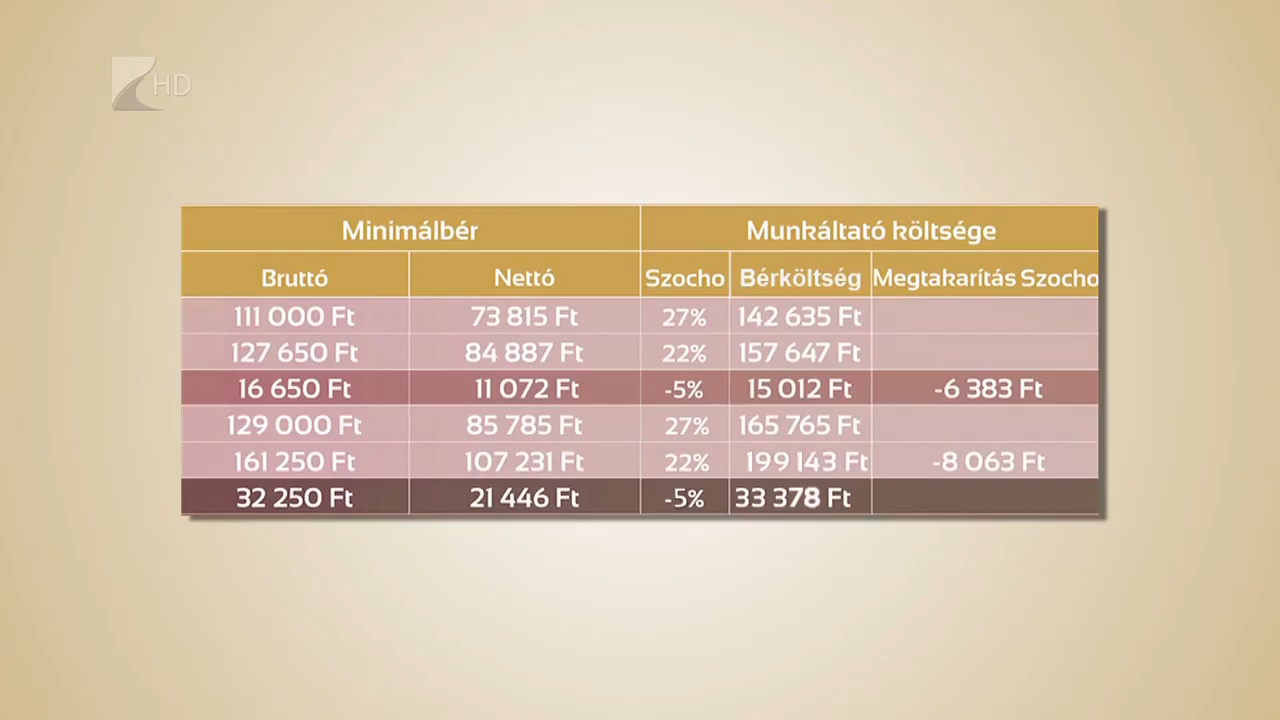 HD
Minimálbér Munkáltató költsége
Bruttó Nettó Szocho Bérköltség Megtakarítás Szocho
111 000 Ft 73 815 Ft 27% 142 635 Ft
127 650 Ft 84 887 Ft 22% 157 647 Ft
16 650 Ft 11 072 Ft -5% 15 012 Ft -6 383 Ft
129 000 Ft 85 785 Ft 27% 165 765 Ft
161 250 Ft 107 231 Ft 22% 199 143 Ft -8 063 Ft
32 250 Ft 21 446 Ft -5% 33 378 Ft